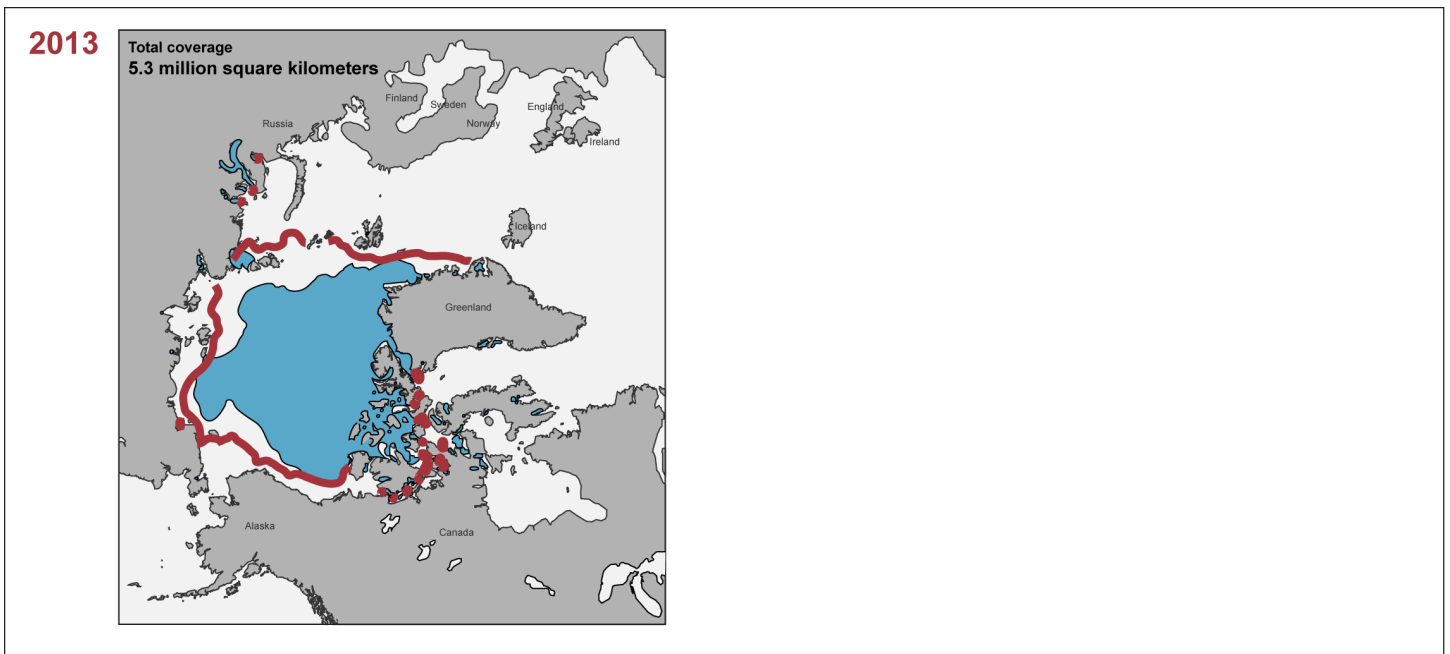 2013
Total coverage
5.3 million square kilometers
Finland
Sweden
England
Russia
Norway
Ireland
Iceland
Greenland
Alaska
Canada